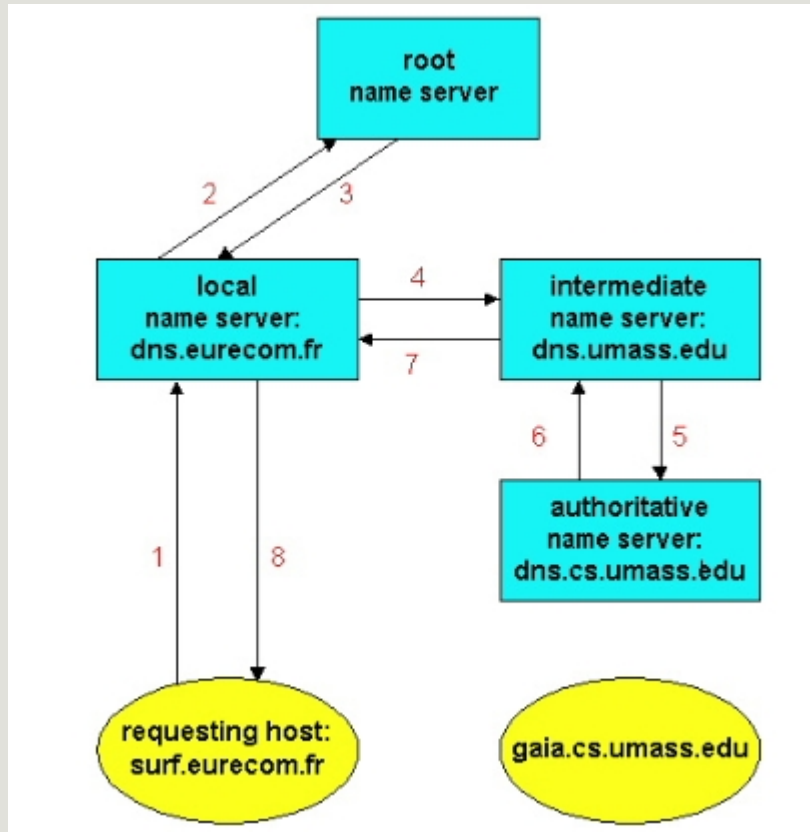 root
name server
2
3
local
name server:
dns.eurecom.fr
4
7
intermediate
name server:
dns.umass.edu
6
5
authoritative
name server:
dns.cs.umass.edu
1
8
requesting host:
surf.eurecom.fr
gaia.cs.umass.edu